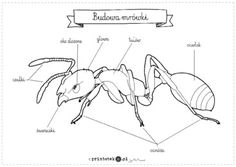 Budowa mrówki
oko złożone
głowa
tułów
odwłok
czułki
żuwaczki
odnóża
printoteka.pl